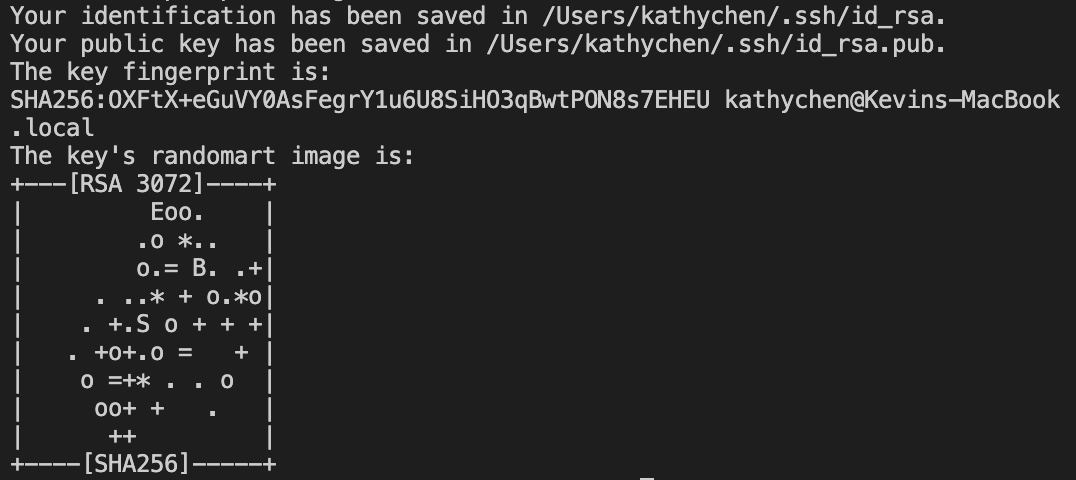 Your identification has been saved in /Users/kathychen/.ssh/id_rsa.
Your public key has been saved in /Users/kathychen/.ssh/id_rsa.pub.
The key fingerprint is:
SHA256:OXFtX+eGuVY0AsFegrY1u6U8SiHO3qBwtPON8s7EHEU kathychen@Kevins-MacBook
.local
The key's randomart image is:
+---[RSA 3072]----+
|         Eoo.    |
|        .o *..   |
|        o.= B. .+|
|     . ..* + o.*o|
|    . +.S o + + +|
|   . +o+.o =   + |
|    o =+* . . o  |
|     oo+ +   .   |
|      ++         |
+----[SHA256]-----+